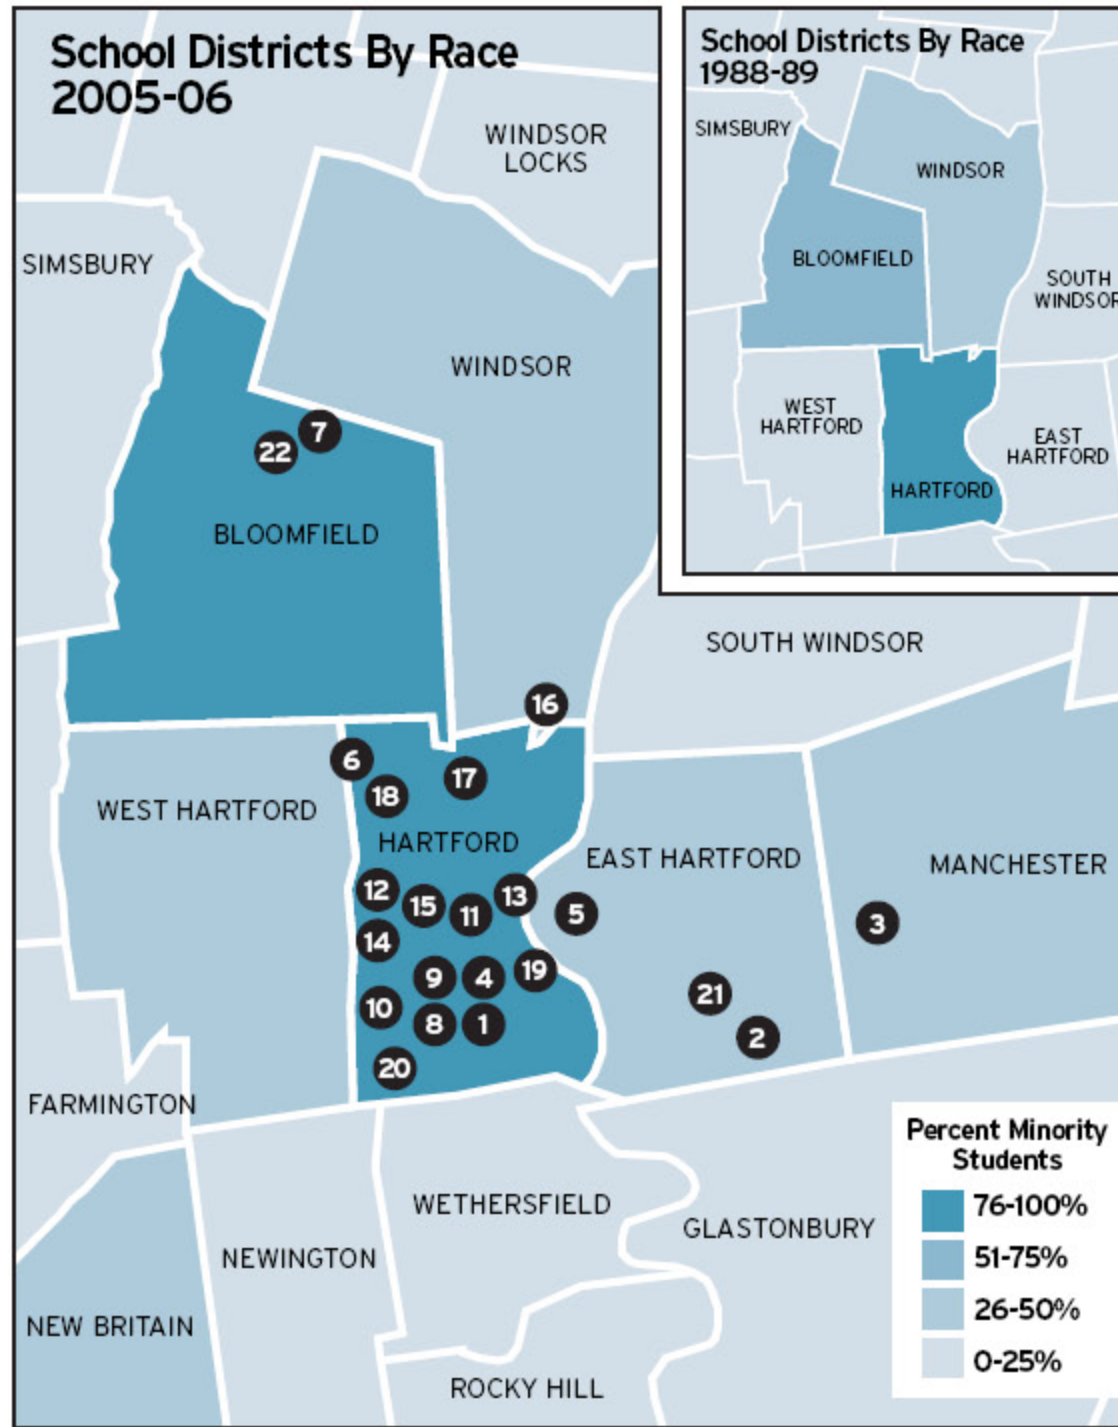 School Districts By Race
2005-06
WINDSOR
LOCKS
SIMSBURY
WINDSOR
7
22
BLOOMFIELD
SOUTH WINDSOR
16
6
17
18
WEST HARTFORD
HARTFORD
EAST HARTFORD
MANCHESTER
12
15
11
13
5
3
14
9
4
19
21
10
8
1
2
20
FARMINGTON
WETHERSFIELD
GLASTONBURY
NEWINGTON
NEW BRITAIN
ROCKY HILL
School Districts By Race
1988-89
SIMSBURY
WINDSOR
BLOOMFIELD
SOUTH
WINDSOR
WEST
HARTFORD
EAST
HARTFORD
HARTFORD
Percent Minority
Students
76-100%
51-75%
26-50%
0-25%